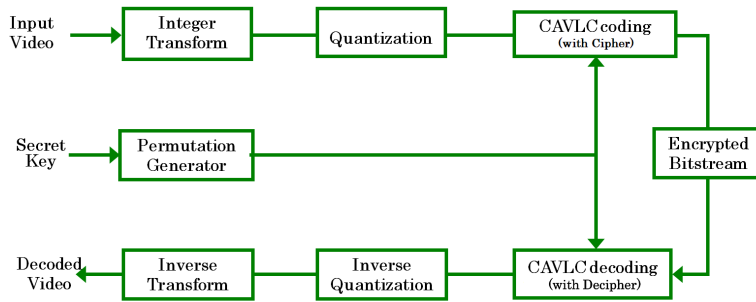 Input
Video
Integer
Transform
Quantization
CAVLC coding
(with Cipher)
Secret
Key
Permutation
Generator
Encrypted
Bitstream
Decoded
Video
Inverse
Transform
Inverse
Quantization
CAVLC decoding
(with Decipher)